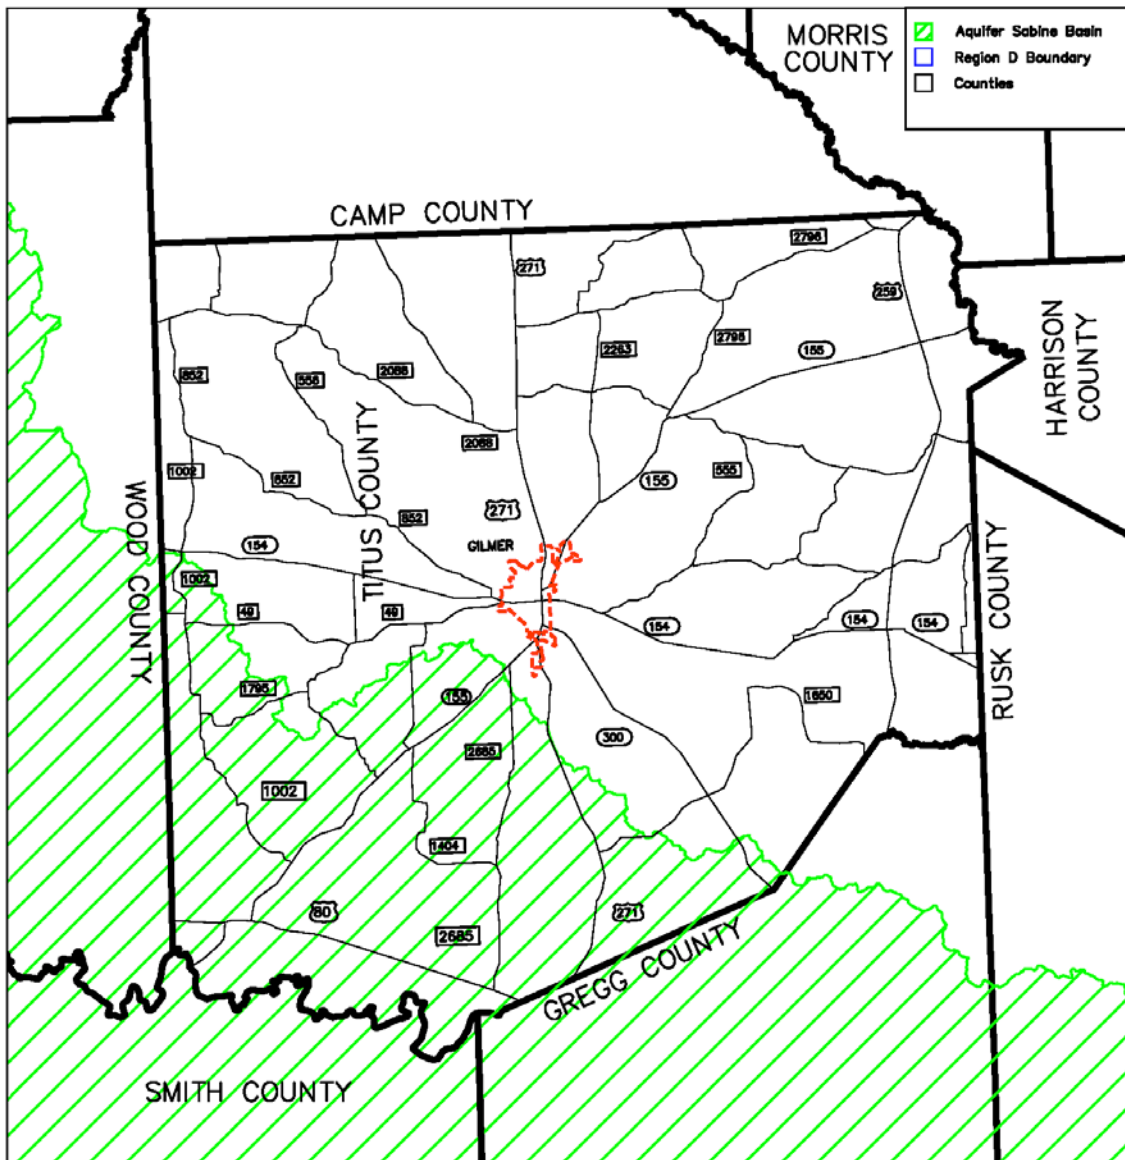 MORRIS
COUNTY
Aquifer Sabine Basin
Region D Boundary
Counties
CAMP COUNTY
2796
271
259
HARRISON
COUNTY
2263
2795
155
852
556
2088
TITUS COUNTY
2088
1002
852
155
555
271
852
GILMER
WOOD COUNTY
154
RUSK COUNTY
1002
49
49
154
154
154
1795
155
1650
300
2685
1002
1404
80
2685
271
GREGG COUNTY
SMITH COUNTY